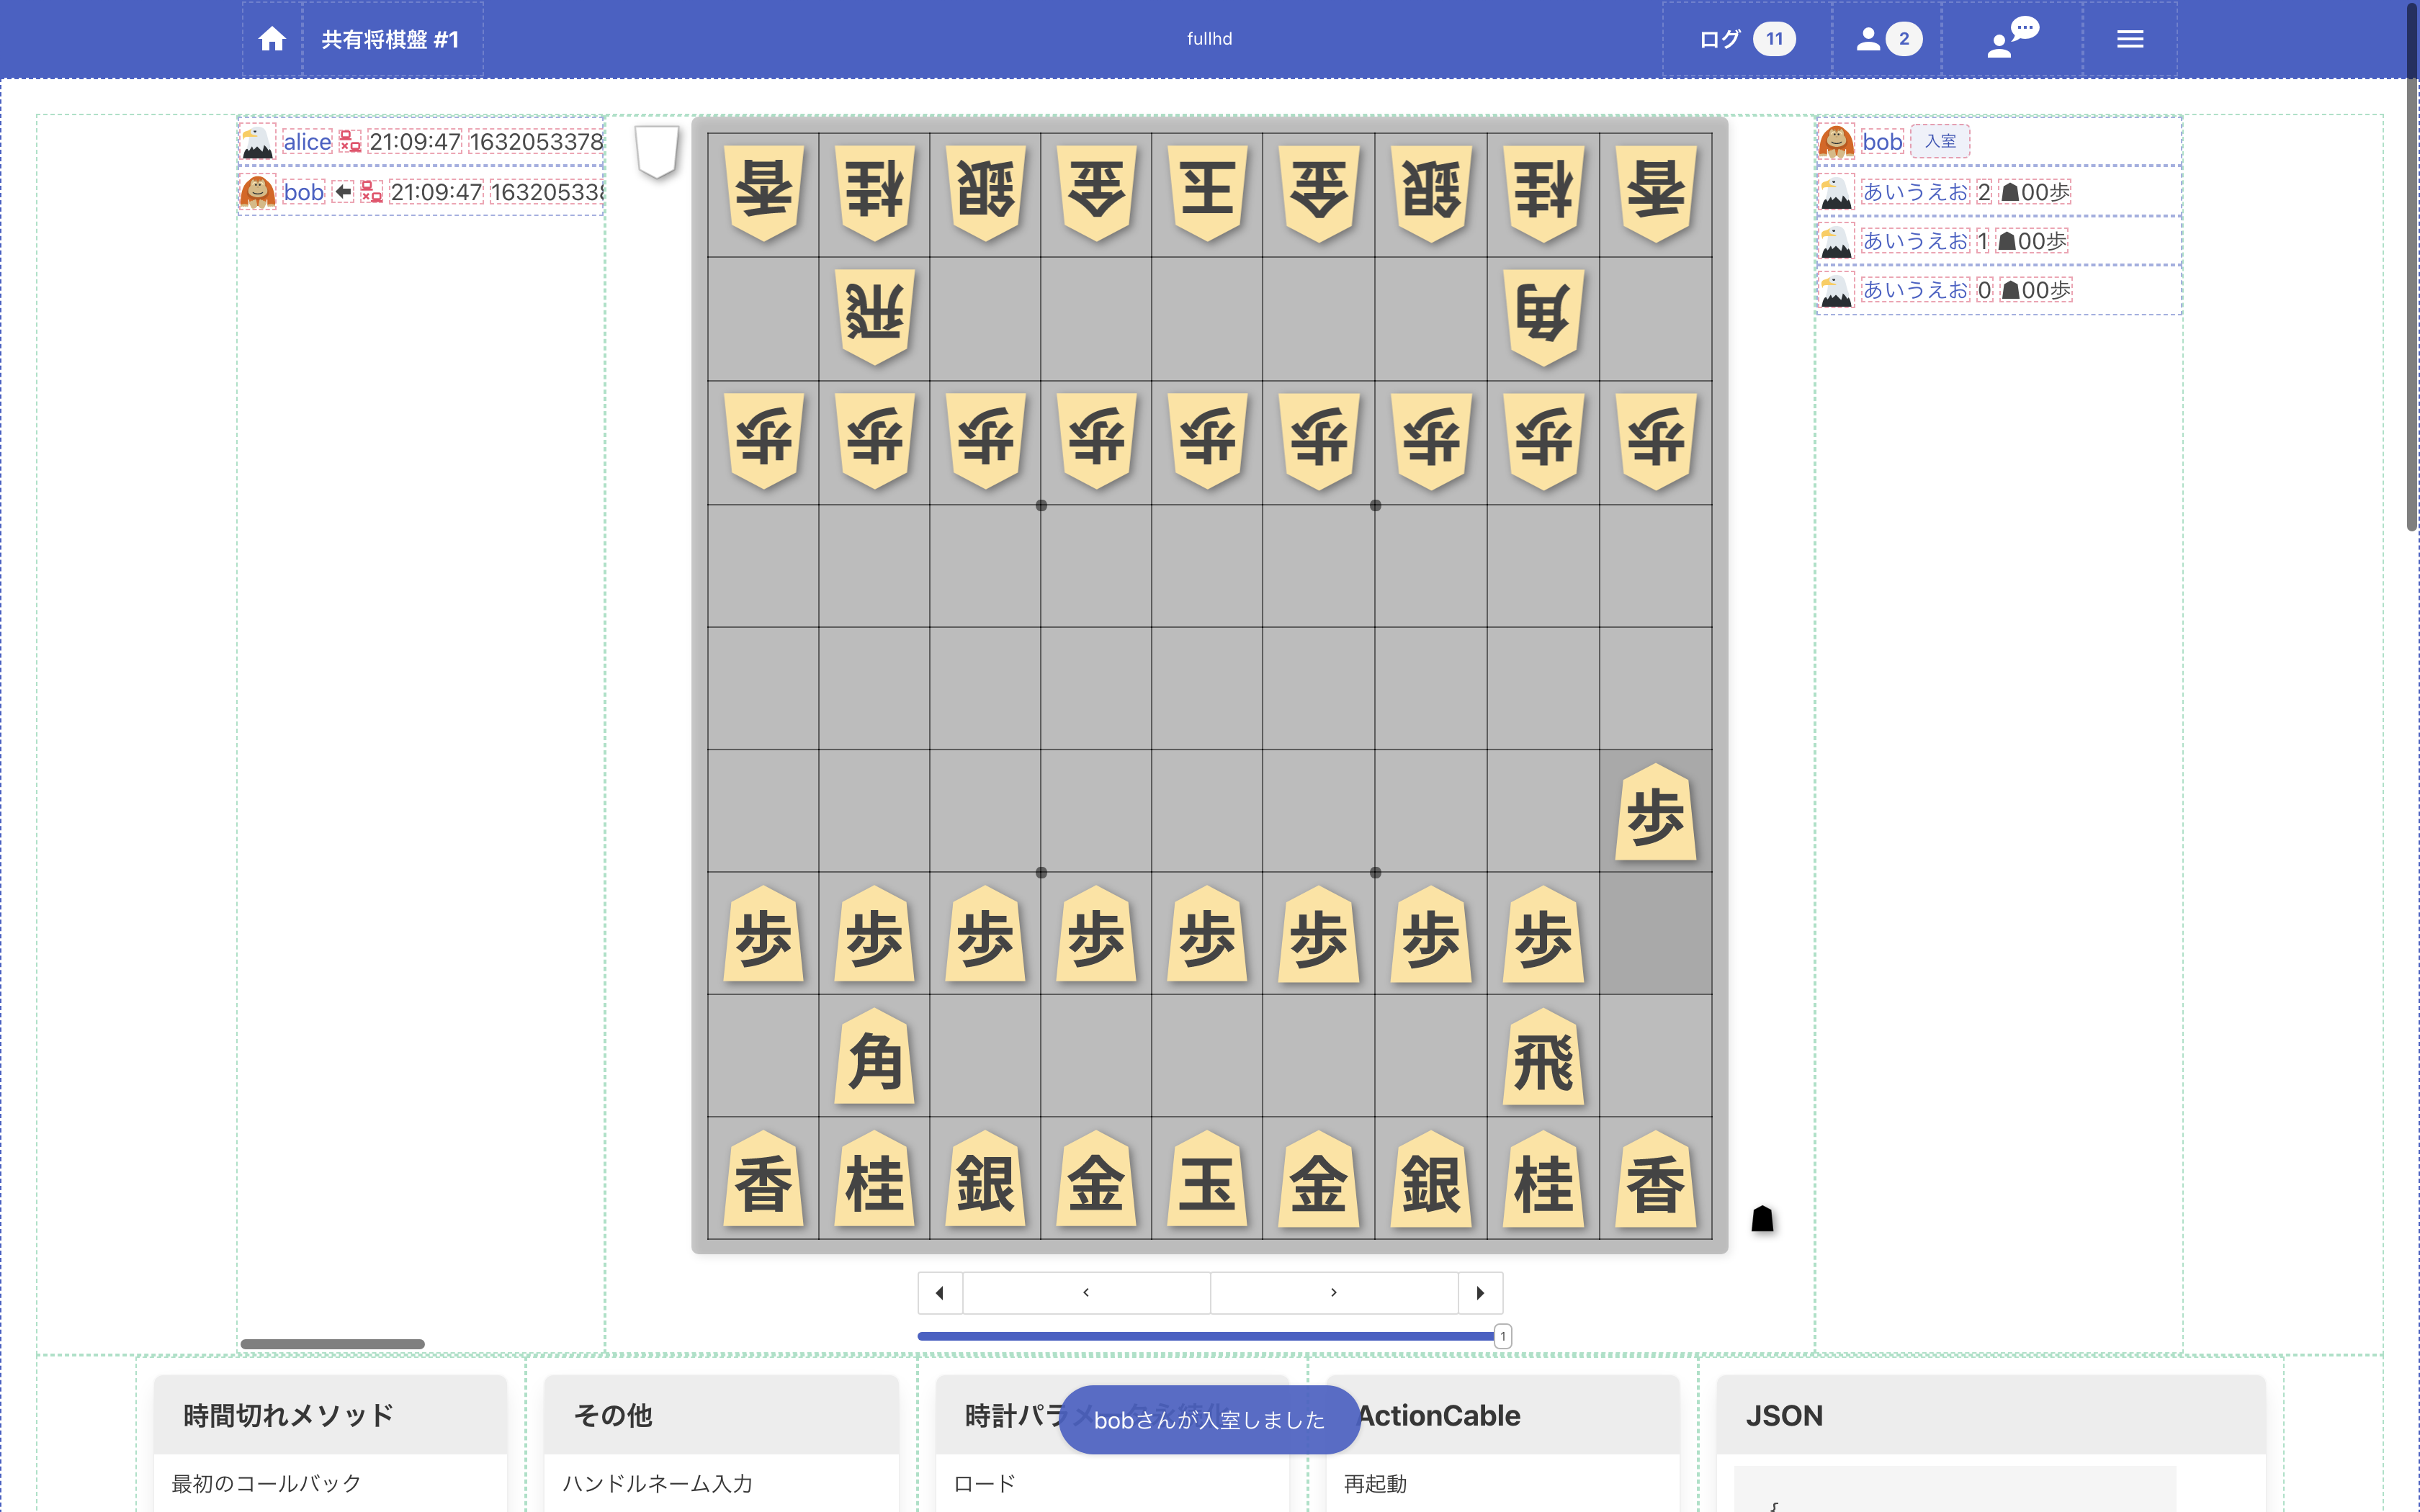 共有将棋盤 #1
fullhd
ログ 11
2
alice 21:09:47 1632053378
bob 21:09:47 163205338
bob 入室
あいうえお 2 ☗00歩
あいうえお 1 ☗00歩
あいうえお 0 ☗00歩
香 桂 銀 金 玉 金 銀 桂 香
飛 角
歩 歩 歩 歩 歩 歩 歩 歩 歩
歩
歩 歩 歩 歩 歩 歩 歩 歩
角 飛
香 桂 銀 金 玉 金 銀 桂 香
1
時間切れメソッド
最初のコールバック
その他
ハンドルネーム入力
時計パラメ
ロード
bobさんが入室しました
ActionCable
再起動
JSON
{